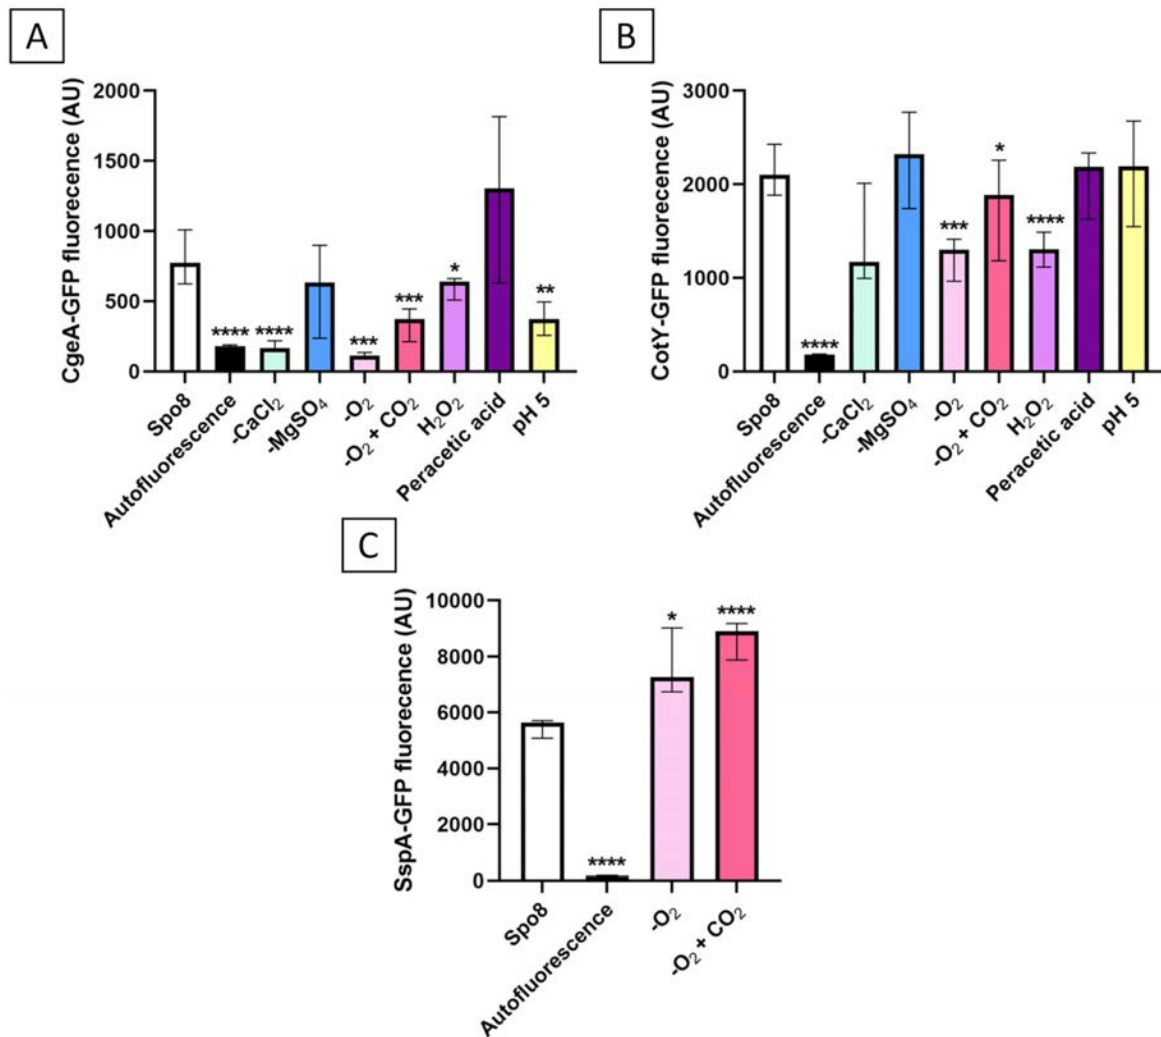 A
CgeA-GFP fluorecence (AU)
2000
1500
1000
500
0
****
****
***
***
*
**
Spo8
Autofluorescence
-CaCl₂
-MgSO₄
-O₂
-O₂ + CO₂
H₂O₂
Peracetic acid
pH 5
B
CotY-GFP fluorecence (AU)
3000
2000
1000
0
****
***
*
****
Spo8
Autofluorescence
-CaCl₂
-MgSO₄
-O₂
-O₂ + CO₂
H₂O₂
Peracetic acid
pH 5
C
SspA-GFP fluorecence (AU)
10000
8000
6000
4000
2000
0
****
*
****
Spo8
Autofluorescence
-O₂
-O₂ + CO₂